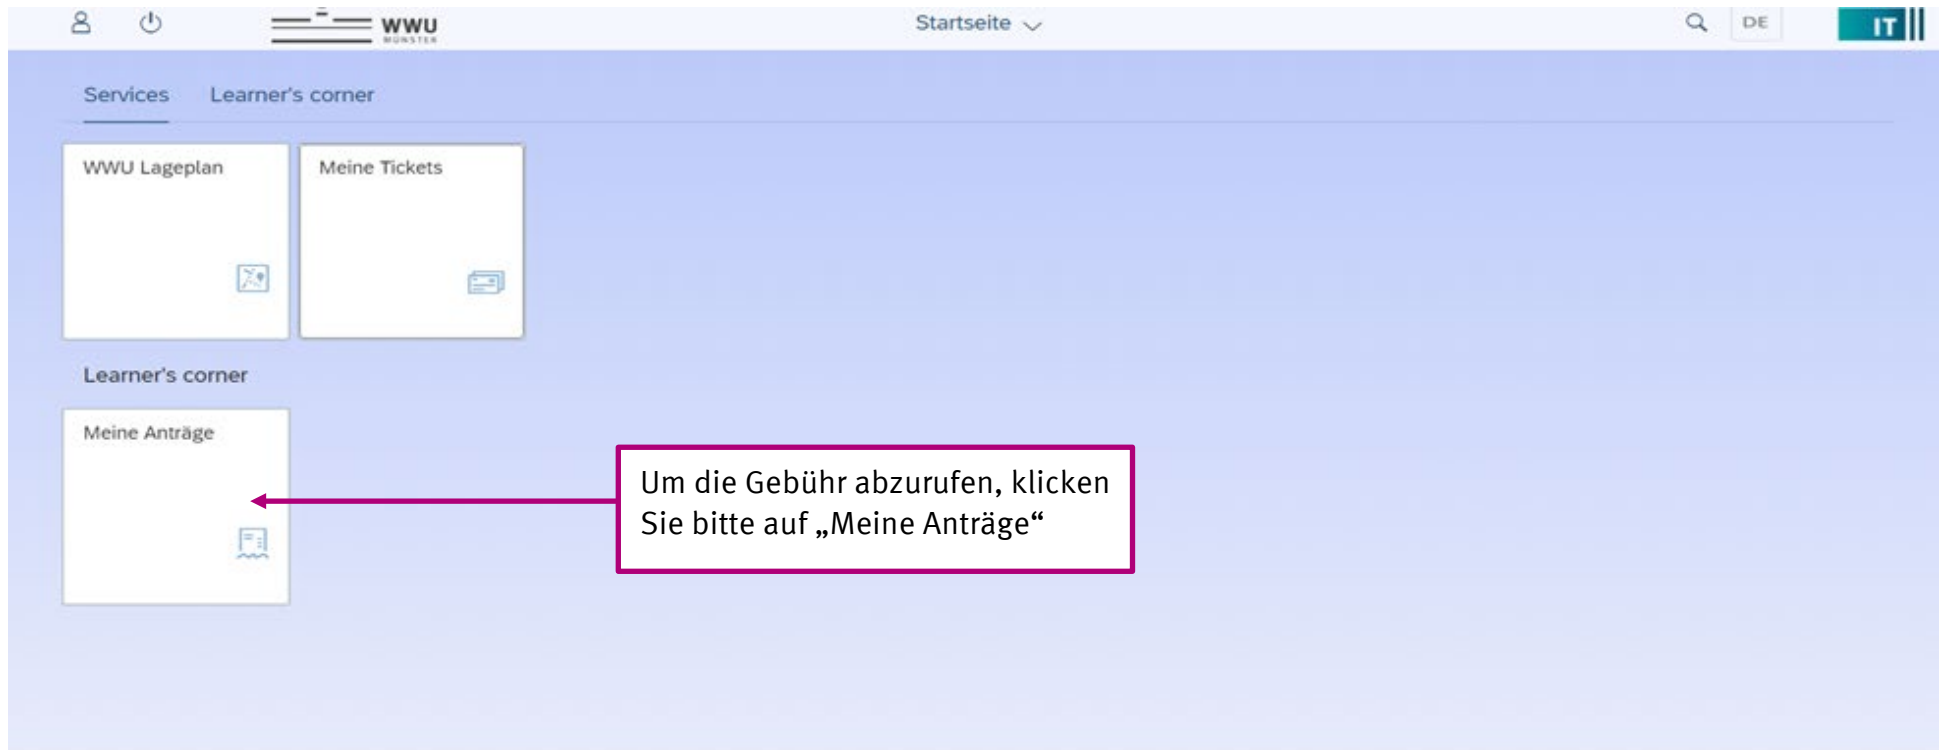 WWU
MÜNSTER
Startseite
DE
IT
Services
Learner's corner
WWU Lageplan
Meine Tickets
Learner's corner
Meine Anträge
Um die Gebühr abzurufen, klicken
Sie bitte auf „Meine Anträge“